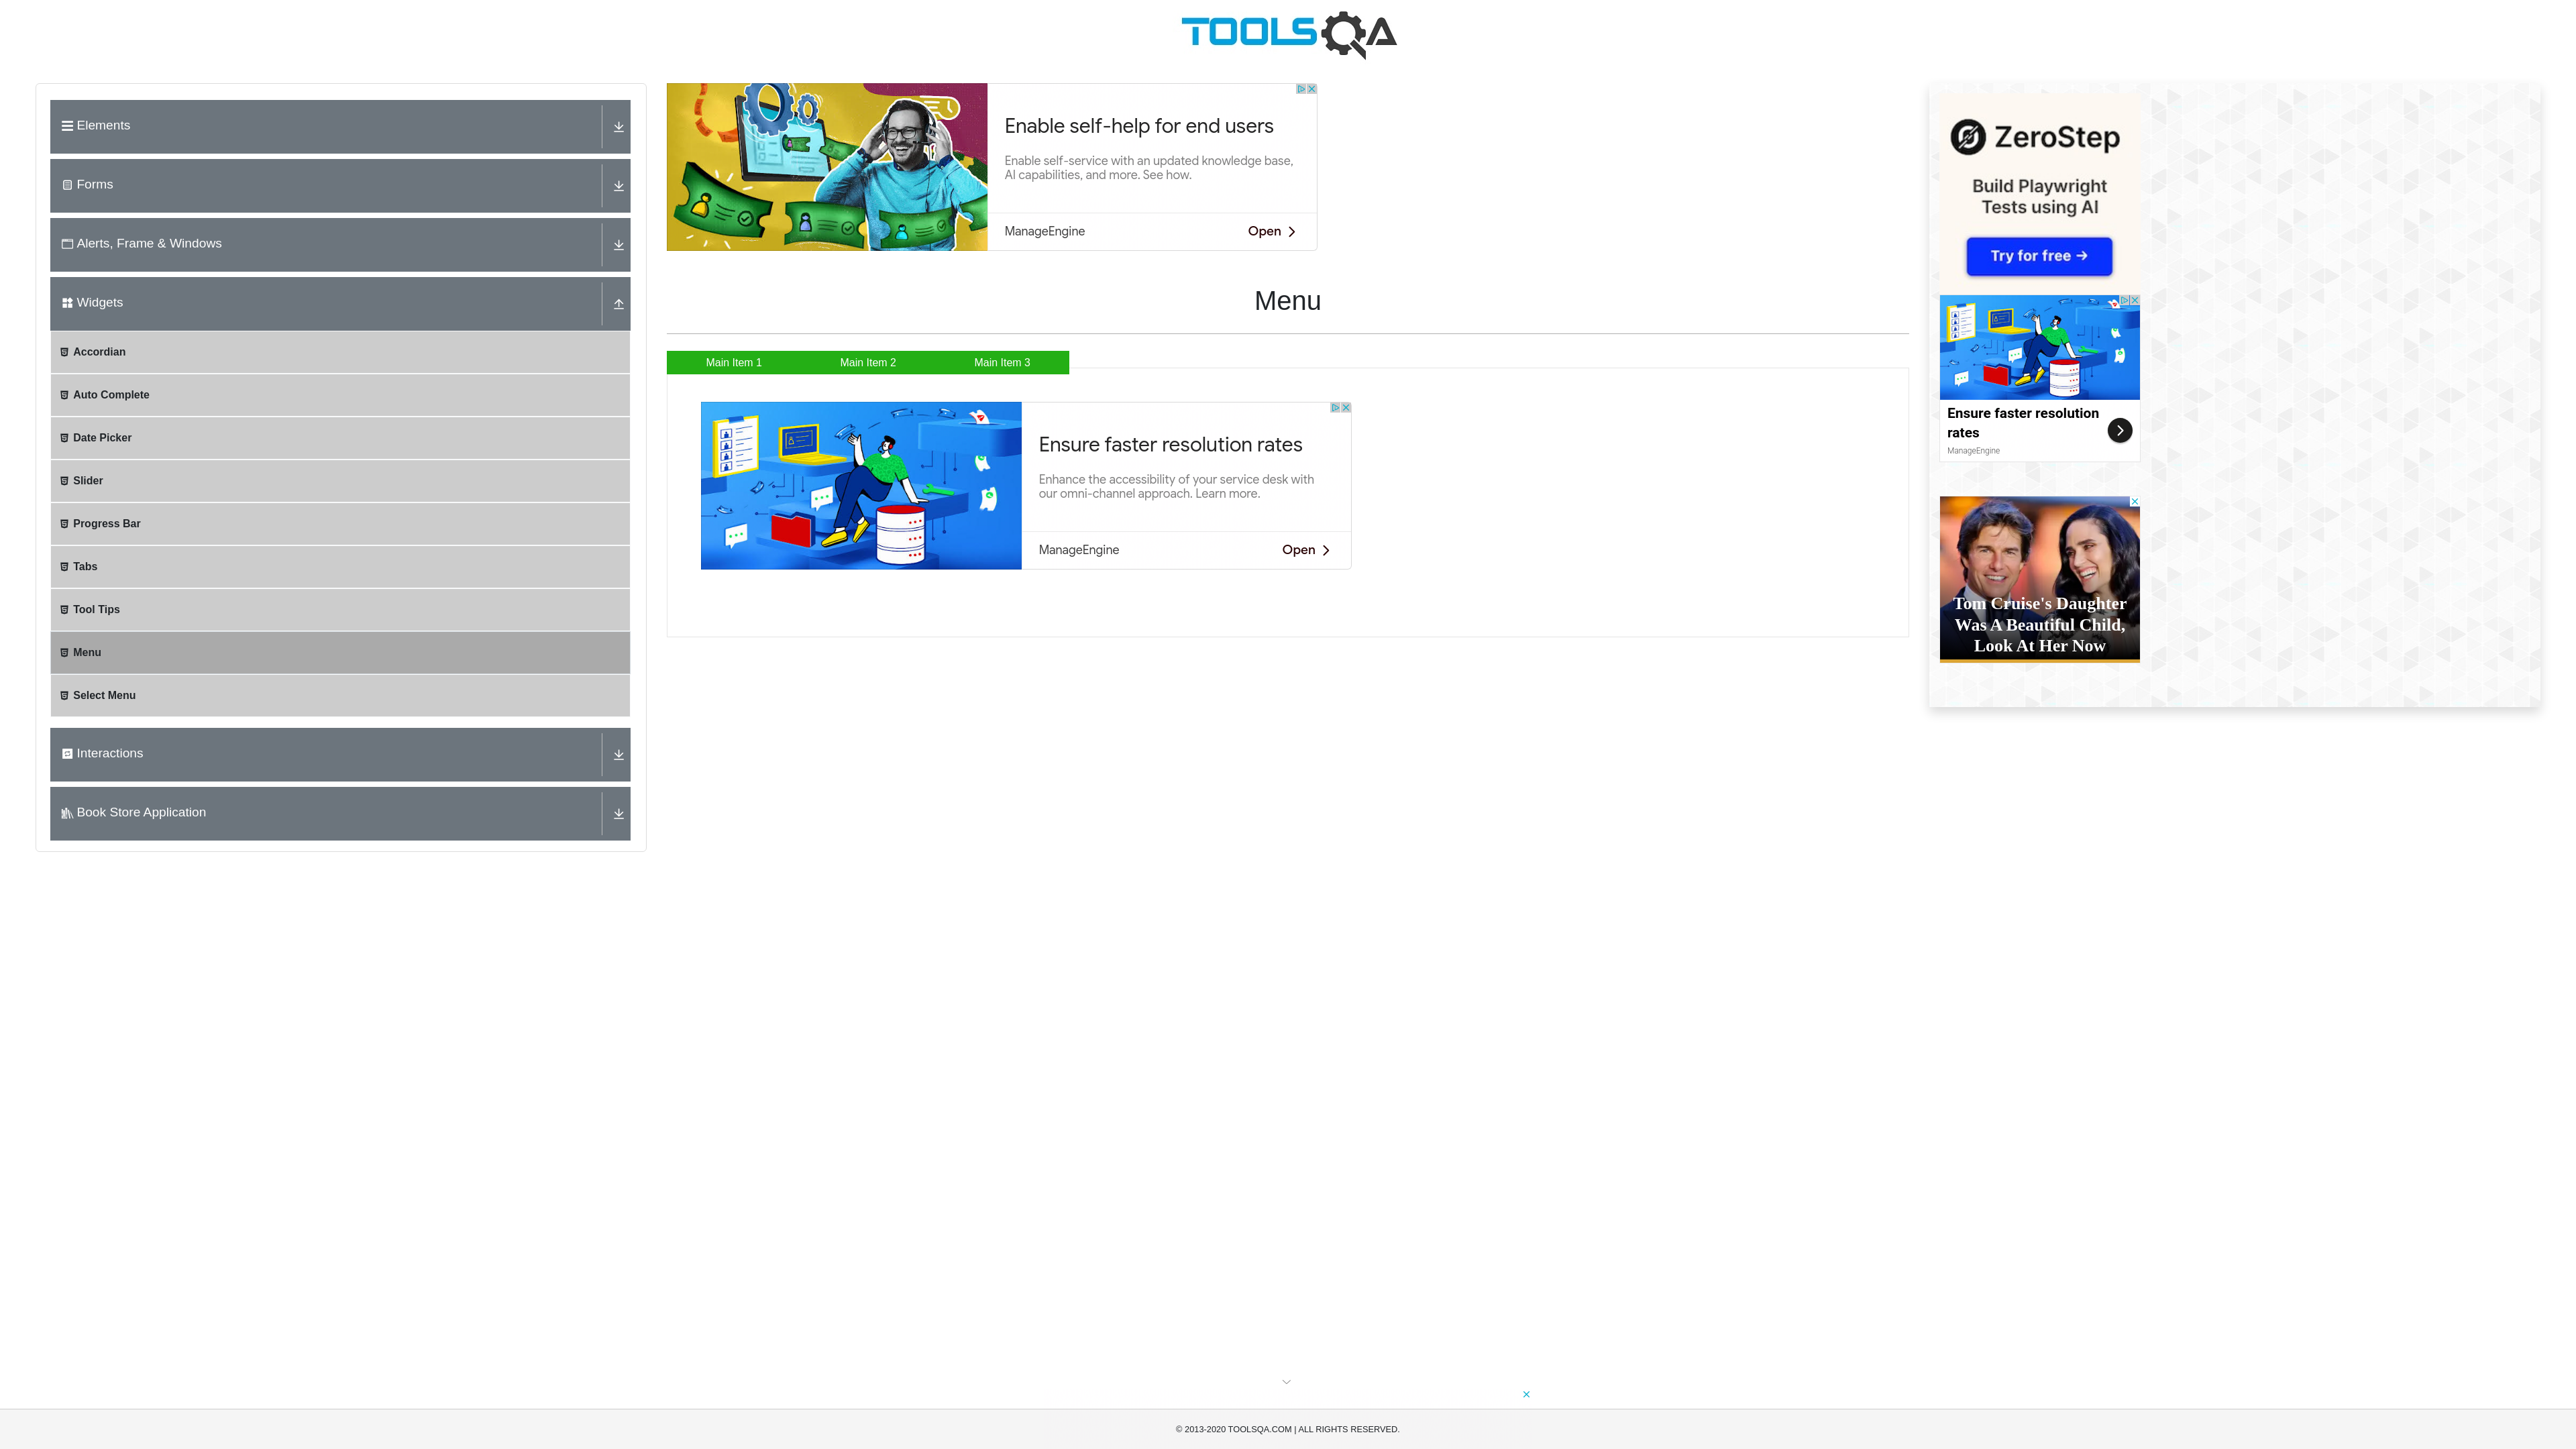 TOOLSQA
Elements
Forms
Alerts, Frame & Windows
Widgets
Accordian
Auto Complete
Date Picker
Slider
Progress Bar
Tabs
Tool Tips
Menu
Select Menu
Interactions
Book Store Application
Enable self-help for end users
Enable self-service with an updated knowledge base,
AI capabilities, and more. See how.
ManageEngine
Open
Menu
Main Item 1
Main Item 2
Main Item 3
Ensure faster resolution rates
Enhance the accessibility of your service desk with
our omni-channel approach. Learn more.
ManageEngine
Open
ZeroStep
Build Playwright
Tests using AI
Try for free →
Ensure faster resolution
rates
ManageEngine
Tom Cruise's Daughter
Was A Beautiful Child,
Look At Her Now
© 2013-2020 TOOLSQA.COM | ALL RIGHTS RESERVED.